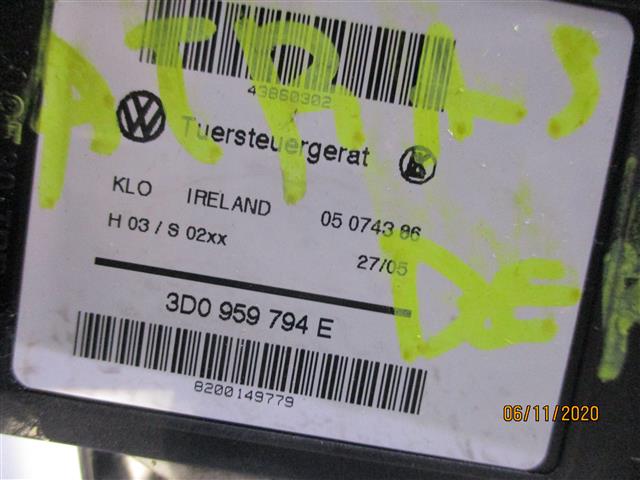 43860302
Tuersteuergerat
KLO IRELAND 05 0743 86
H 03 / S 02xx 27/05
3D0 959 794 E
8200149779
DE
06/11/2020